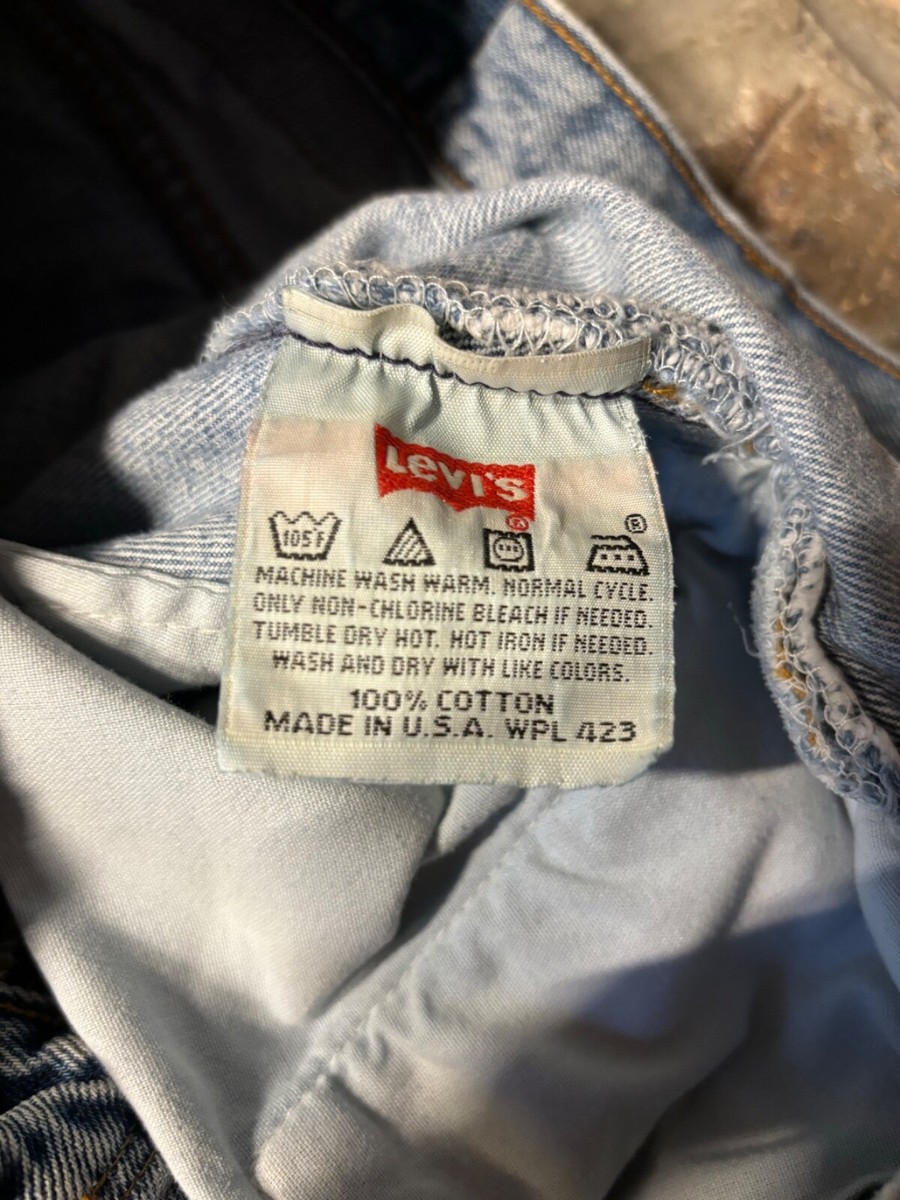 Levi's
®
105°F
®
MACHINE WASH WARM. NORMAL CYCLE.
ONLY NON-CHLORINE BLEACH IF NEEDED.
TUMBLE DRY HOT. HOT IRON IF NEEDED.
WASH AND DRY WITH LIKE COLORS.
100% COTTON
MADE IN U.S.A. WPL 423